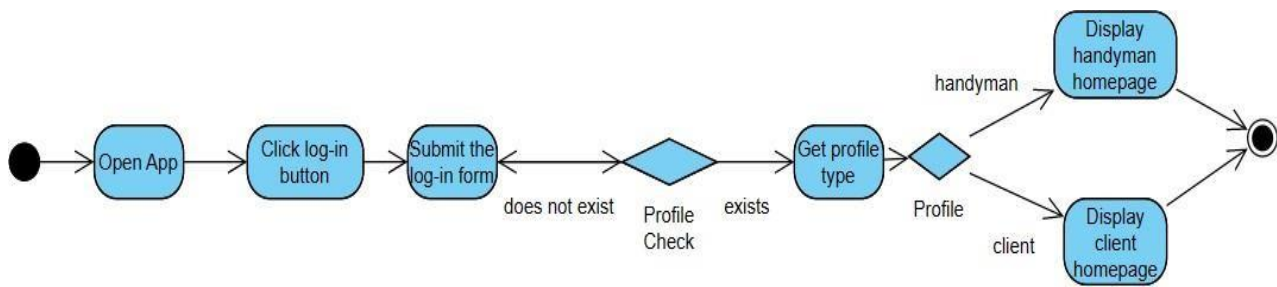 Open App
Click log-in
button
Submit the
log-in form
does not exist
Profile
Check
exists
Get profile
type
Profile
handyman
Display
handyman
homepage
client
Display
client
homepage